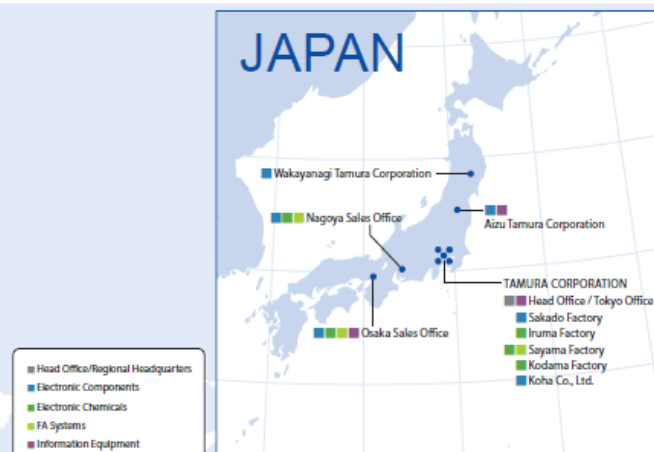 JAPAN
Wakayanagi Tamura Corporation
Nagoya Sales Office
Aizu Tamura Corporation
TAMURA CORPORATION
Head Office / Tokyo Office
Sakado Factory
Iruma Factory
Osaka Sales Office
Sayama Factory
Kodama Factory
Koha Co., Ltd.
Head Office/Regional Headquarters
Electronic Components
Electronic Chemicals
FA Systems
Information Equipment